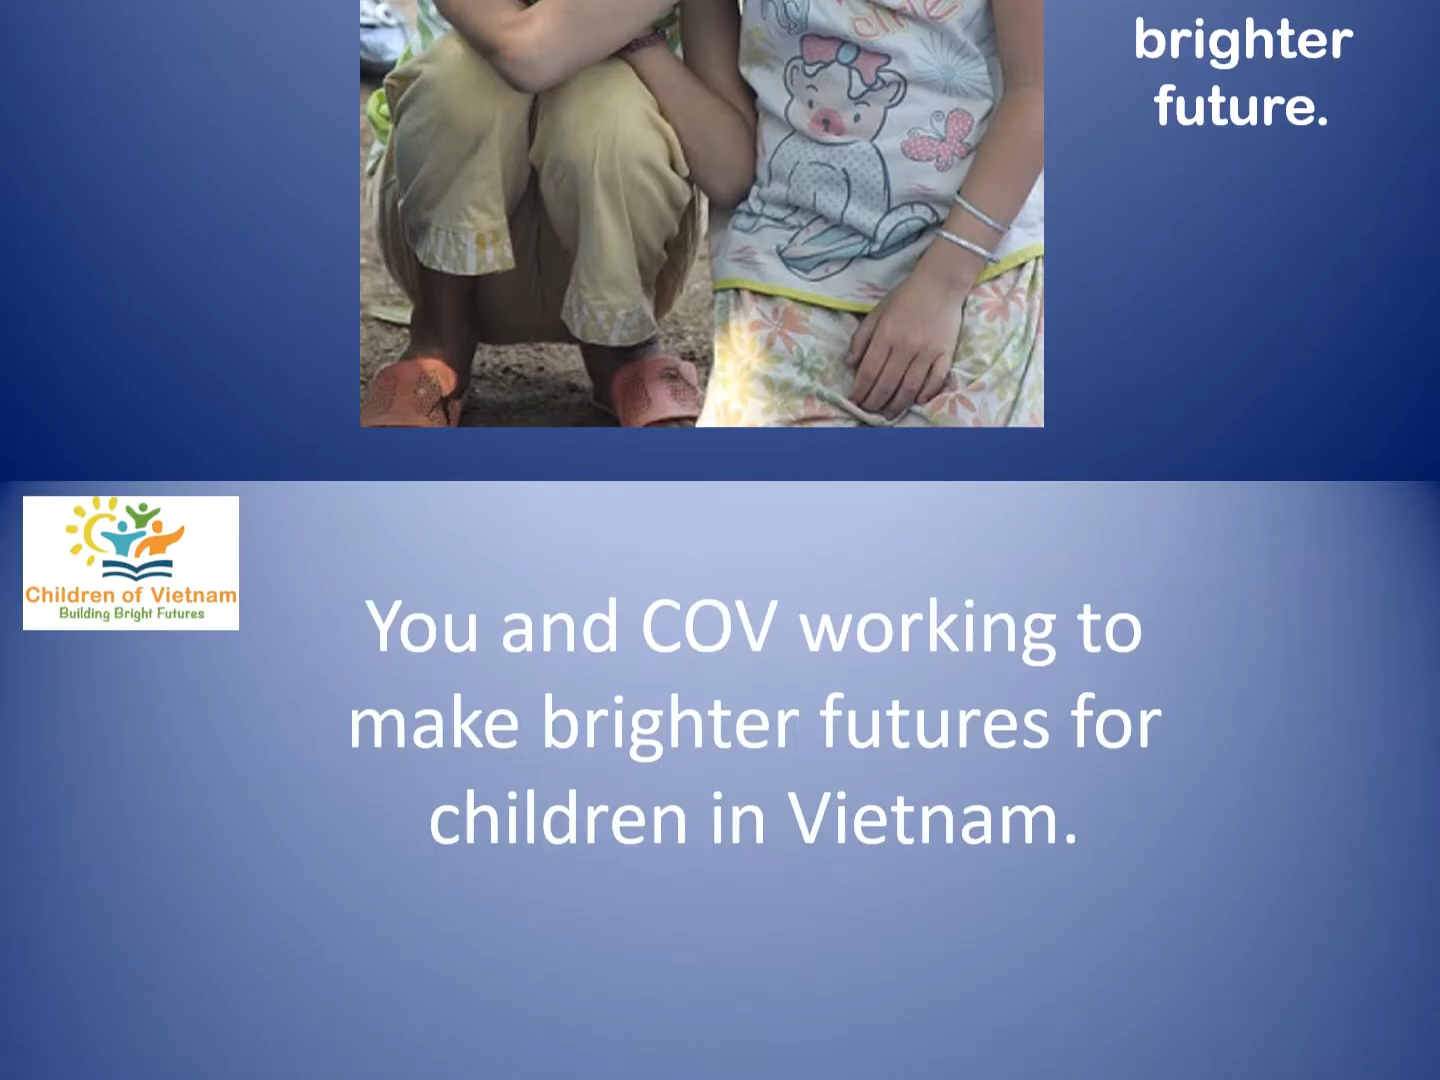 brighter
future.
Children of Vietnam
Building Bright Futures
You and COV working to
make brighter futures for
children in Vietnam.